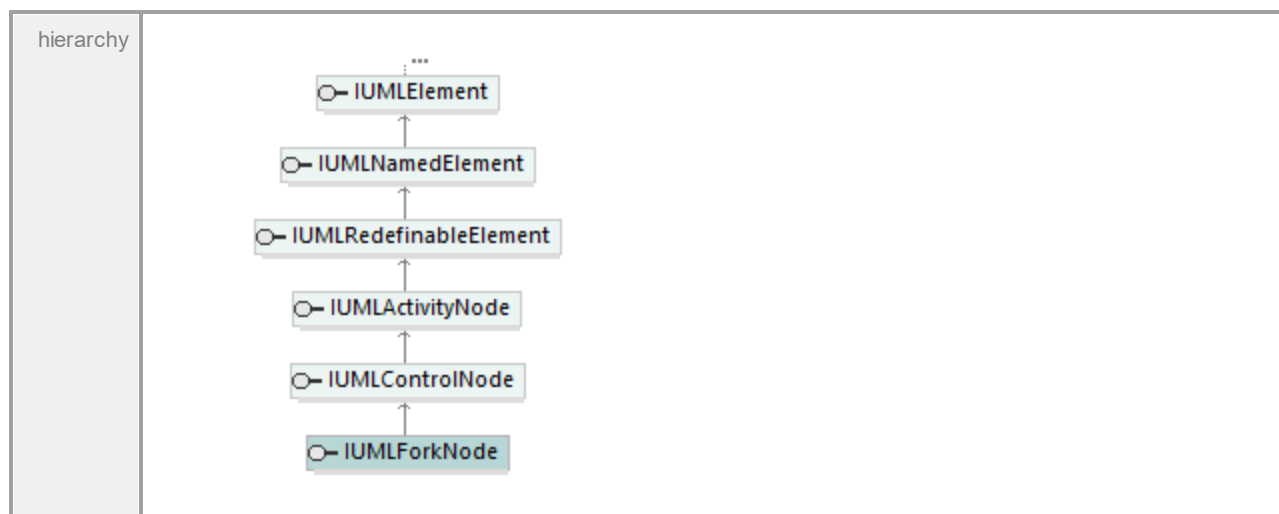 hierarchy
...
IUMLElement
IUMLNamedElement
IUMLRedefinableElement
IUMLActivityNode
IUMLControlNode
IUMLForkNode